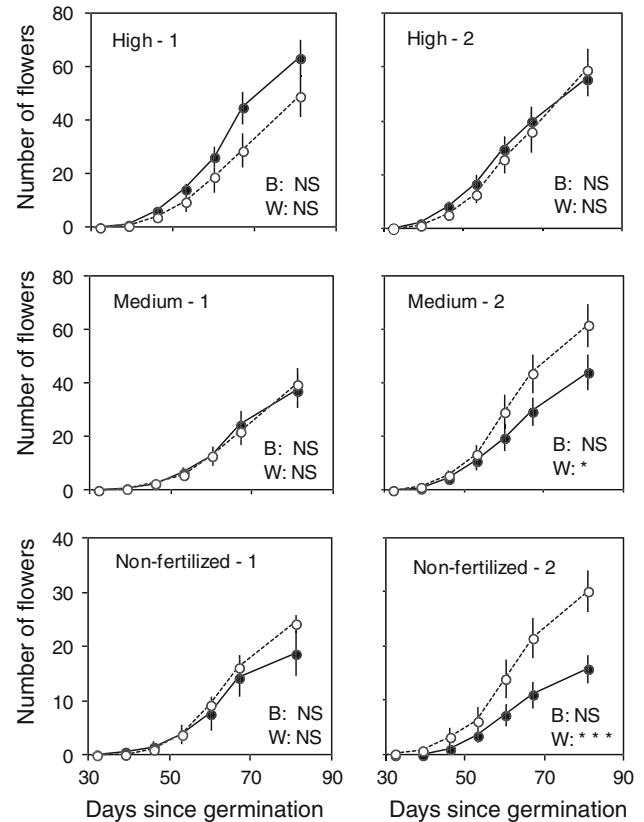 80
High - 1
High - 2
60
40
20
B: NS
B: NS
W: NS
W: NS
0
Number of flowers
80
Medium - 1
Medium - 2
60
40
20
B: NS
B: NS
W: NS
W: *
0
Number of flowers
40
Non-fertilized - 1
Non-fertilized - 2
30
20
10
B: NS
B: NS
W: NS
W: * * *
0
Number of flowers
30 50 70 90
30 50 70 90
Days since germination
Days since germination